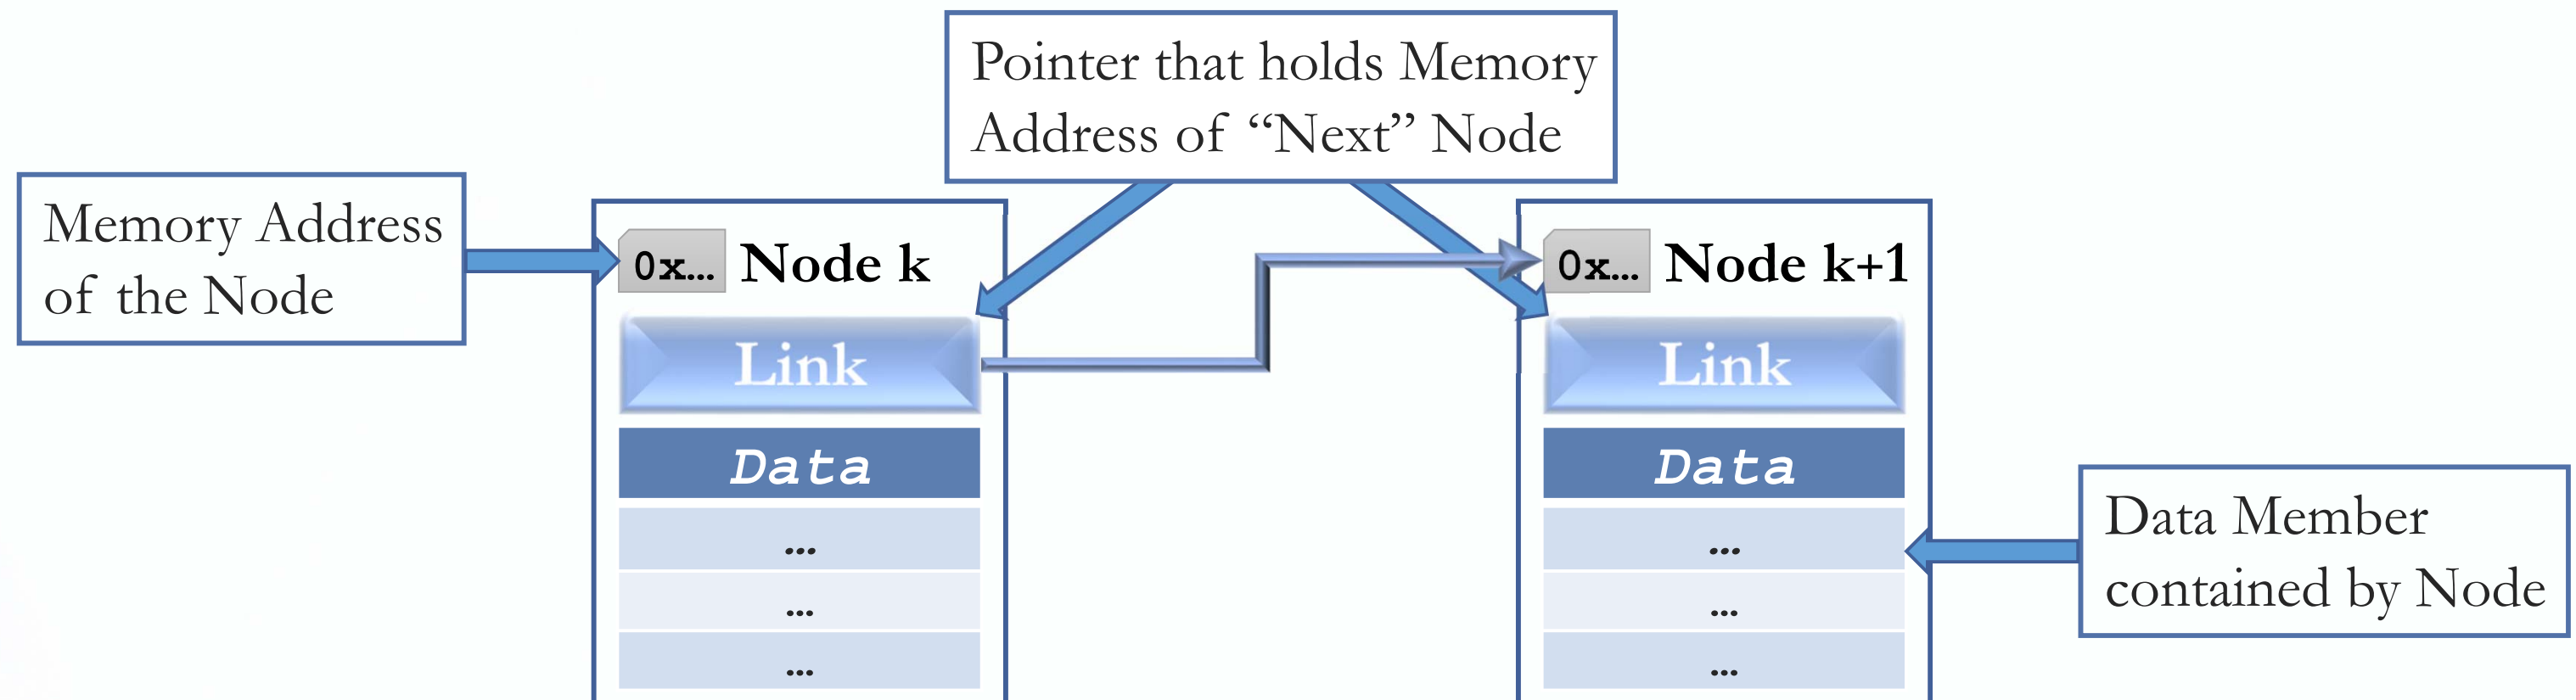 Pointer that holds Memory
Address of “Next” Node
Memory Address
of the Node
0x... Node k
0x... Node k+1
Link
Link
Data
Data
...
...
...
...
...
...
Data Member
contained by Node